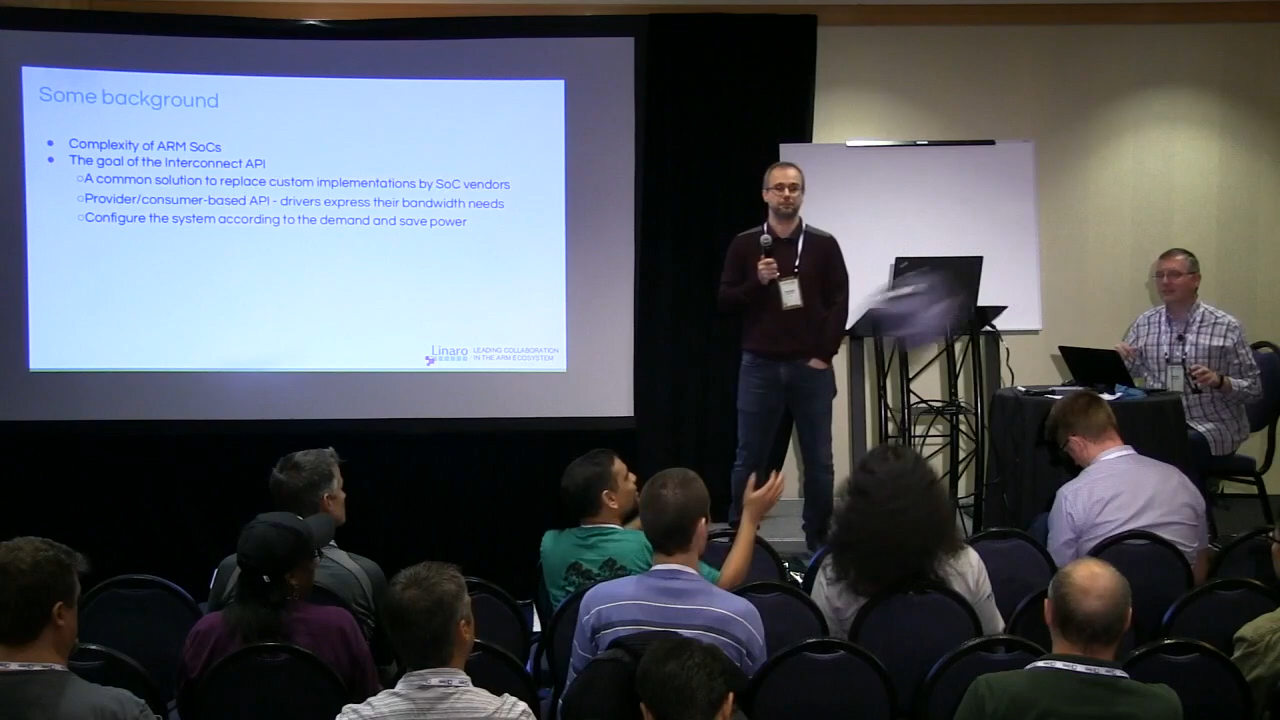 Some background
● Complexity of ARM SoCs
● The goal of the Interconnect API
○A common solution to replace custom implementations by SoC vendors
○Provider/consumer-based API - drivers express their bandwidth needs
○Configure the system according to the demand and save power
Linaro
LEADING COLLABORATION
IN THE ARM ECOSYSTEM